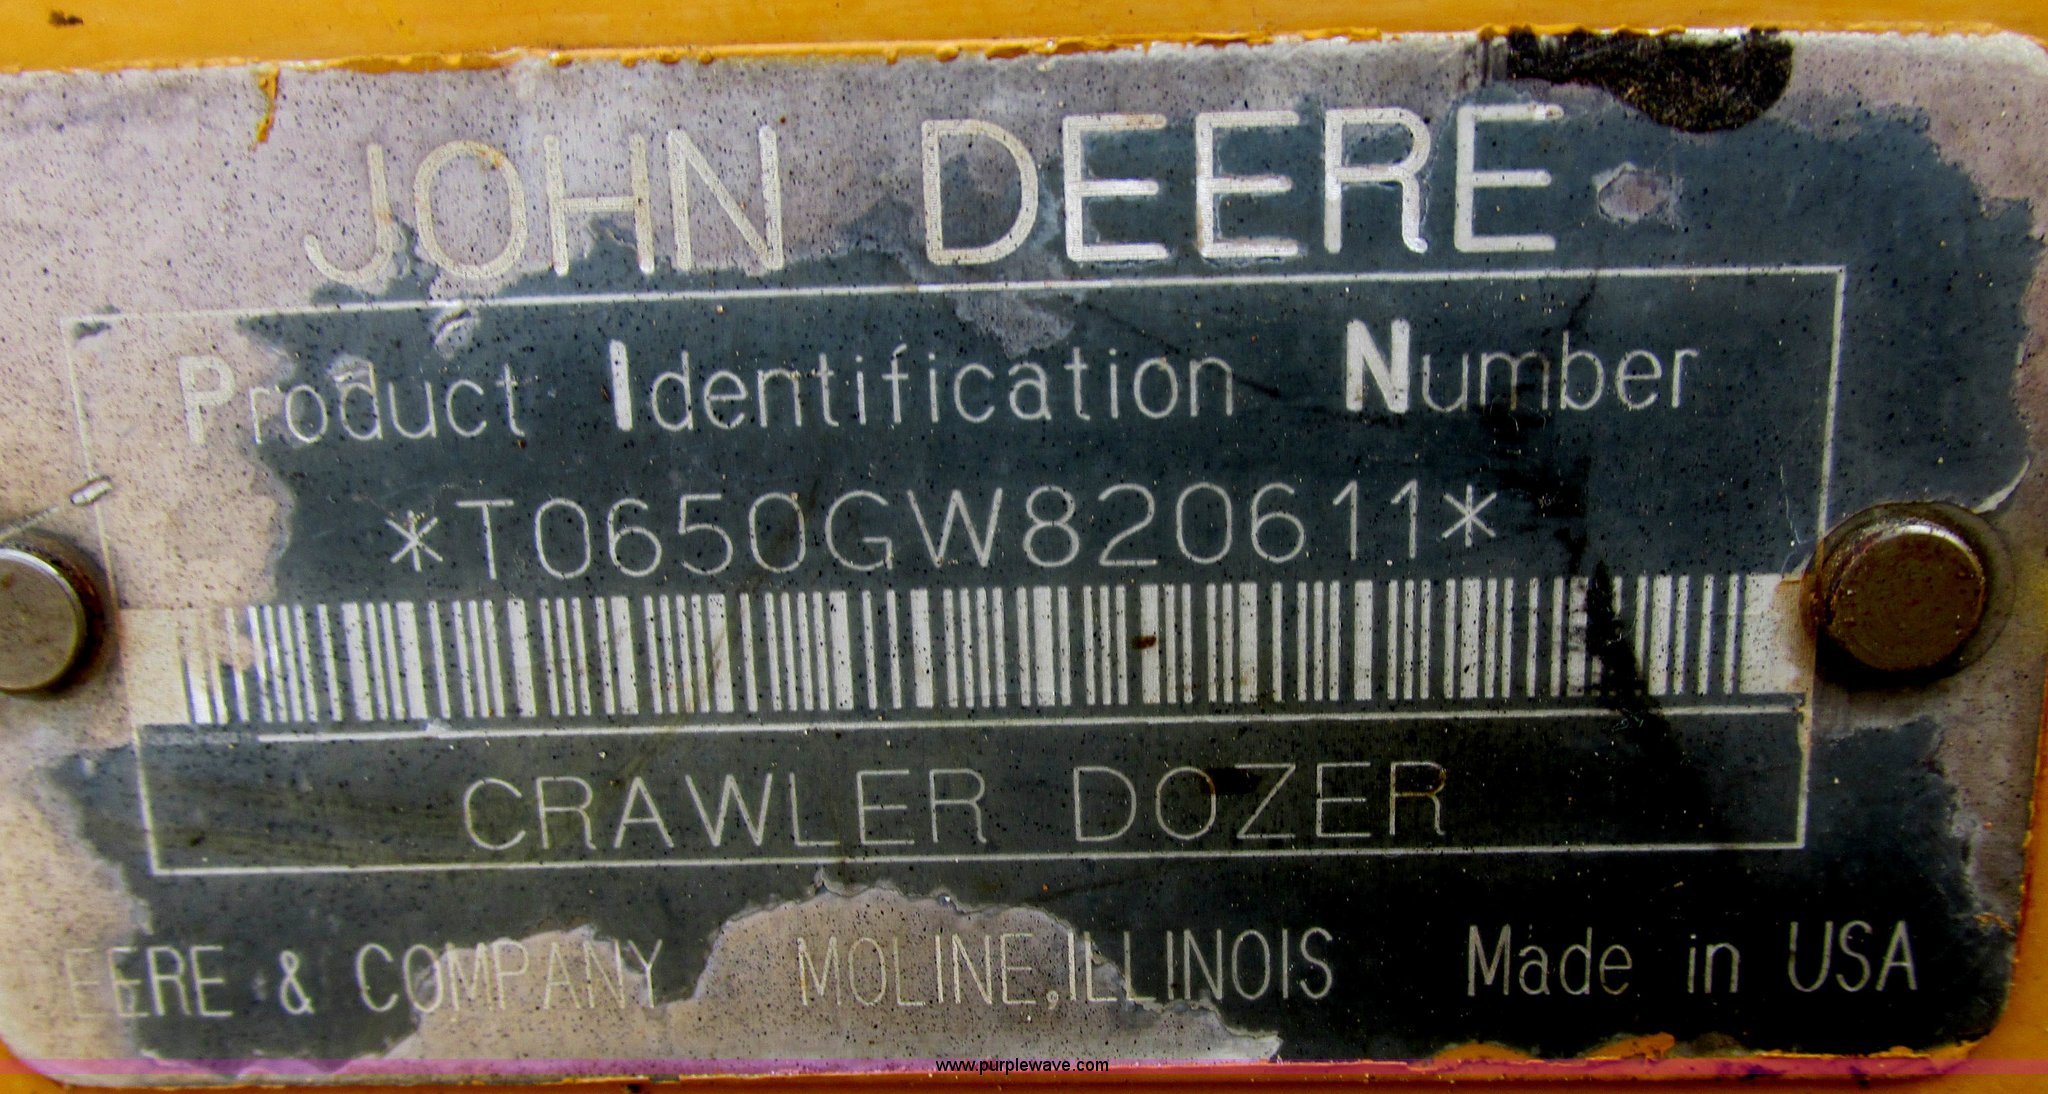 JOHN DEERE
Product Identification Number
*T0650GW820611*
CRAWLER DOZER
EERE & COMPANY MOLINE, ILLINOIS Made in USA
www.purplewave.com